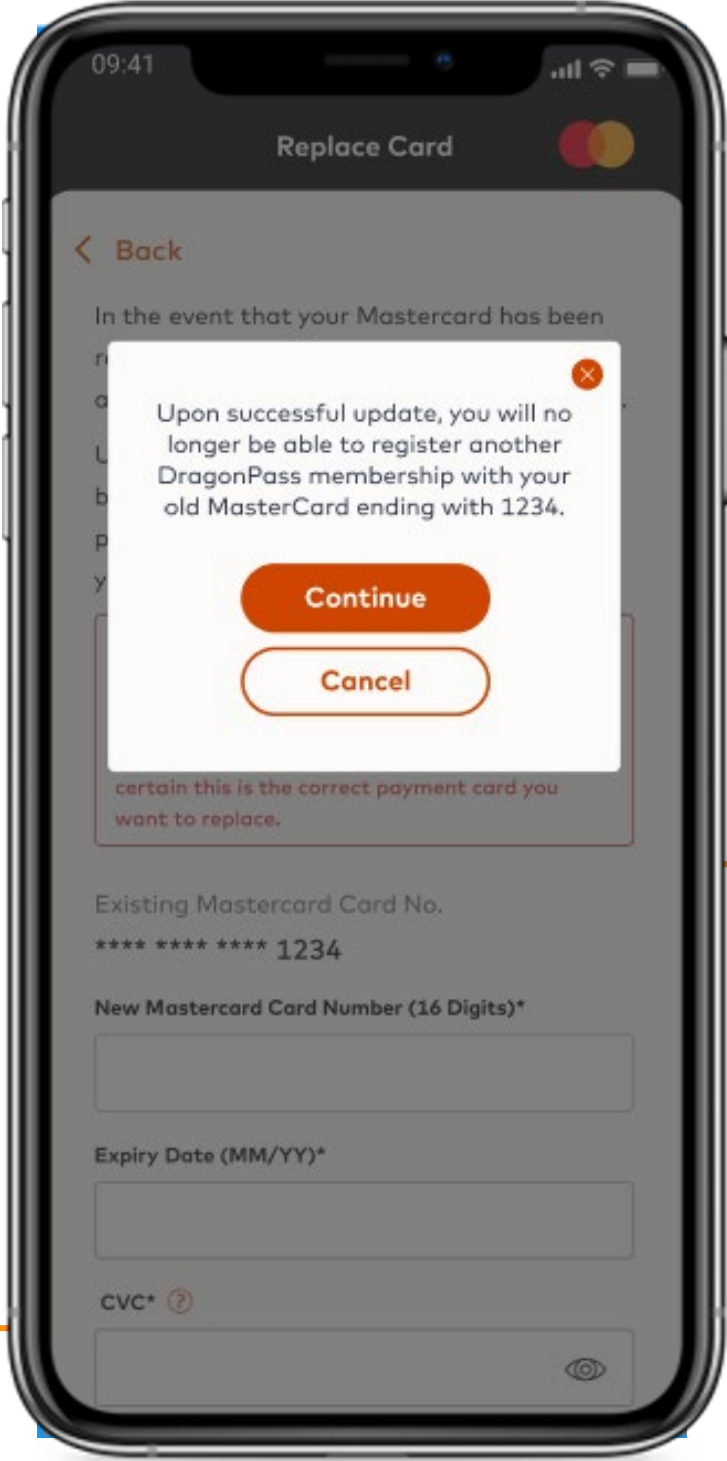 09:41
Replace Card
Back
In the event that your Mastercard has been
Upon successful update, you will no
longer be able to register another
DragonPass membership with your
old MasterCard ending with 1234.
Continue
Cancel
certain this is the correct payment card you
want to replace.
Existing Mastercard Card No.
**** **** **** 1234
New Mastercard Card Number (16 Digits)*
Expiry Date (MM/YY)*
CVC* ?